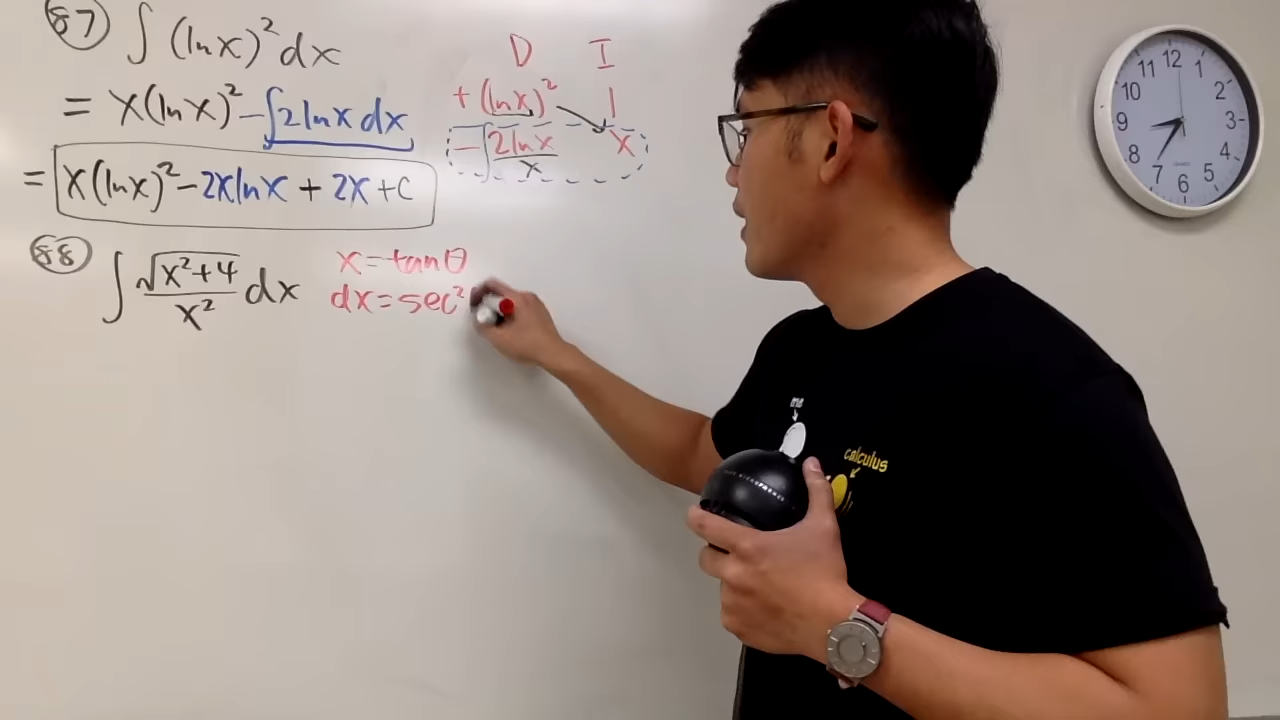 87 ∫ (ln x)² dx
= x(ln x)² - ∫2 ln x dx
= x(ln x)² - 2x ln x + 2x + C
D I
+ (ln x)² 1
- ∫ 2 ln x / x x
88 ∫ √(x²+4) / x² dx
x = tan θ
dx = sec²
12 1 2 3 4 5 6 7 8 9 10 11
calculus